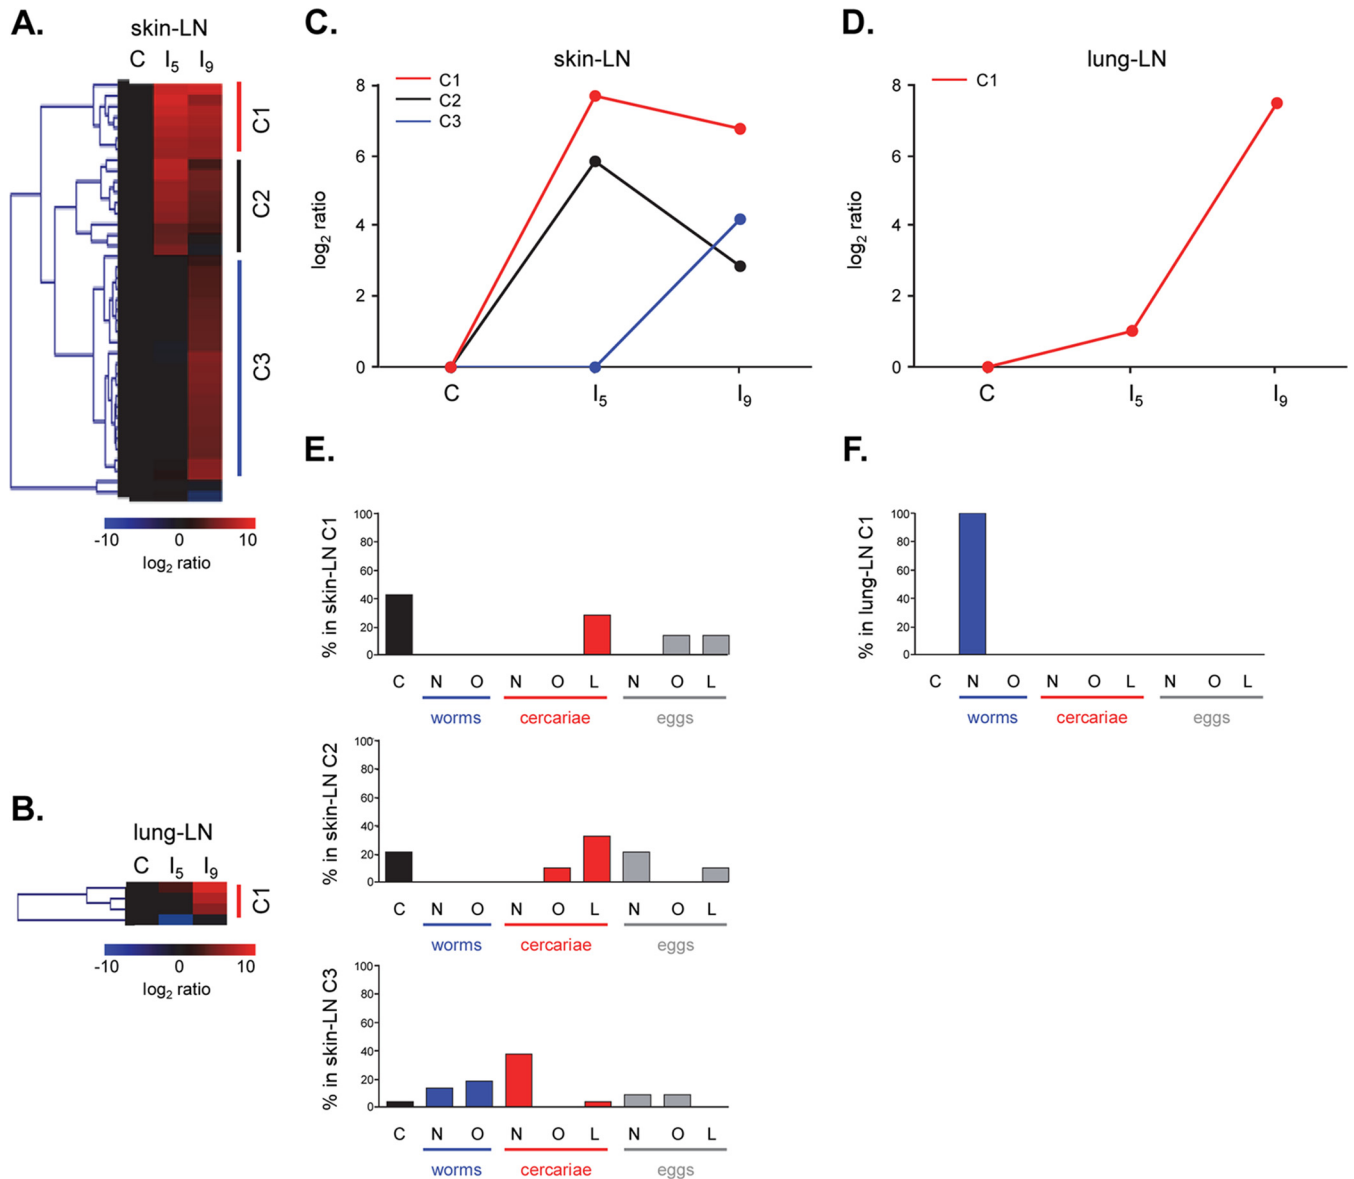 A.
skin-LN
C I5 I9
C1
C2
C3
-10 0 10
log2 ratio
B.
lung-LN
C I5 I9
C1
-10 0 10
log2 ratio
C.
skin-LN
C1
C2
C3
log2 ratio
8
6
4
2
0
C I5 I9
D.
lung-LN
C1
log2 ratio
8
6
4
2
0
C I5 I9
E.
% in skin-LN C1
100
80
60
40
20
0
C N O N O L N O L
worms cercariae eggs
% in skin-LN C2
100
80
60
40
20
0
C N O N O L N O L
worms cercariae eggs
% in skin-LN C3
100
80
60
40
20
0
C N O N O L N O L
worms cercariae eggs
F.
% in lung-LN C1
100
80
60
40
20
0
C N O N O L N O L
worms cercariae eggs